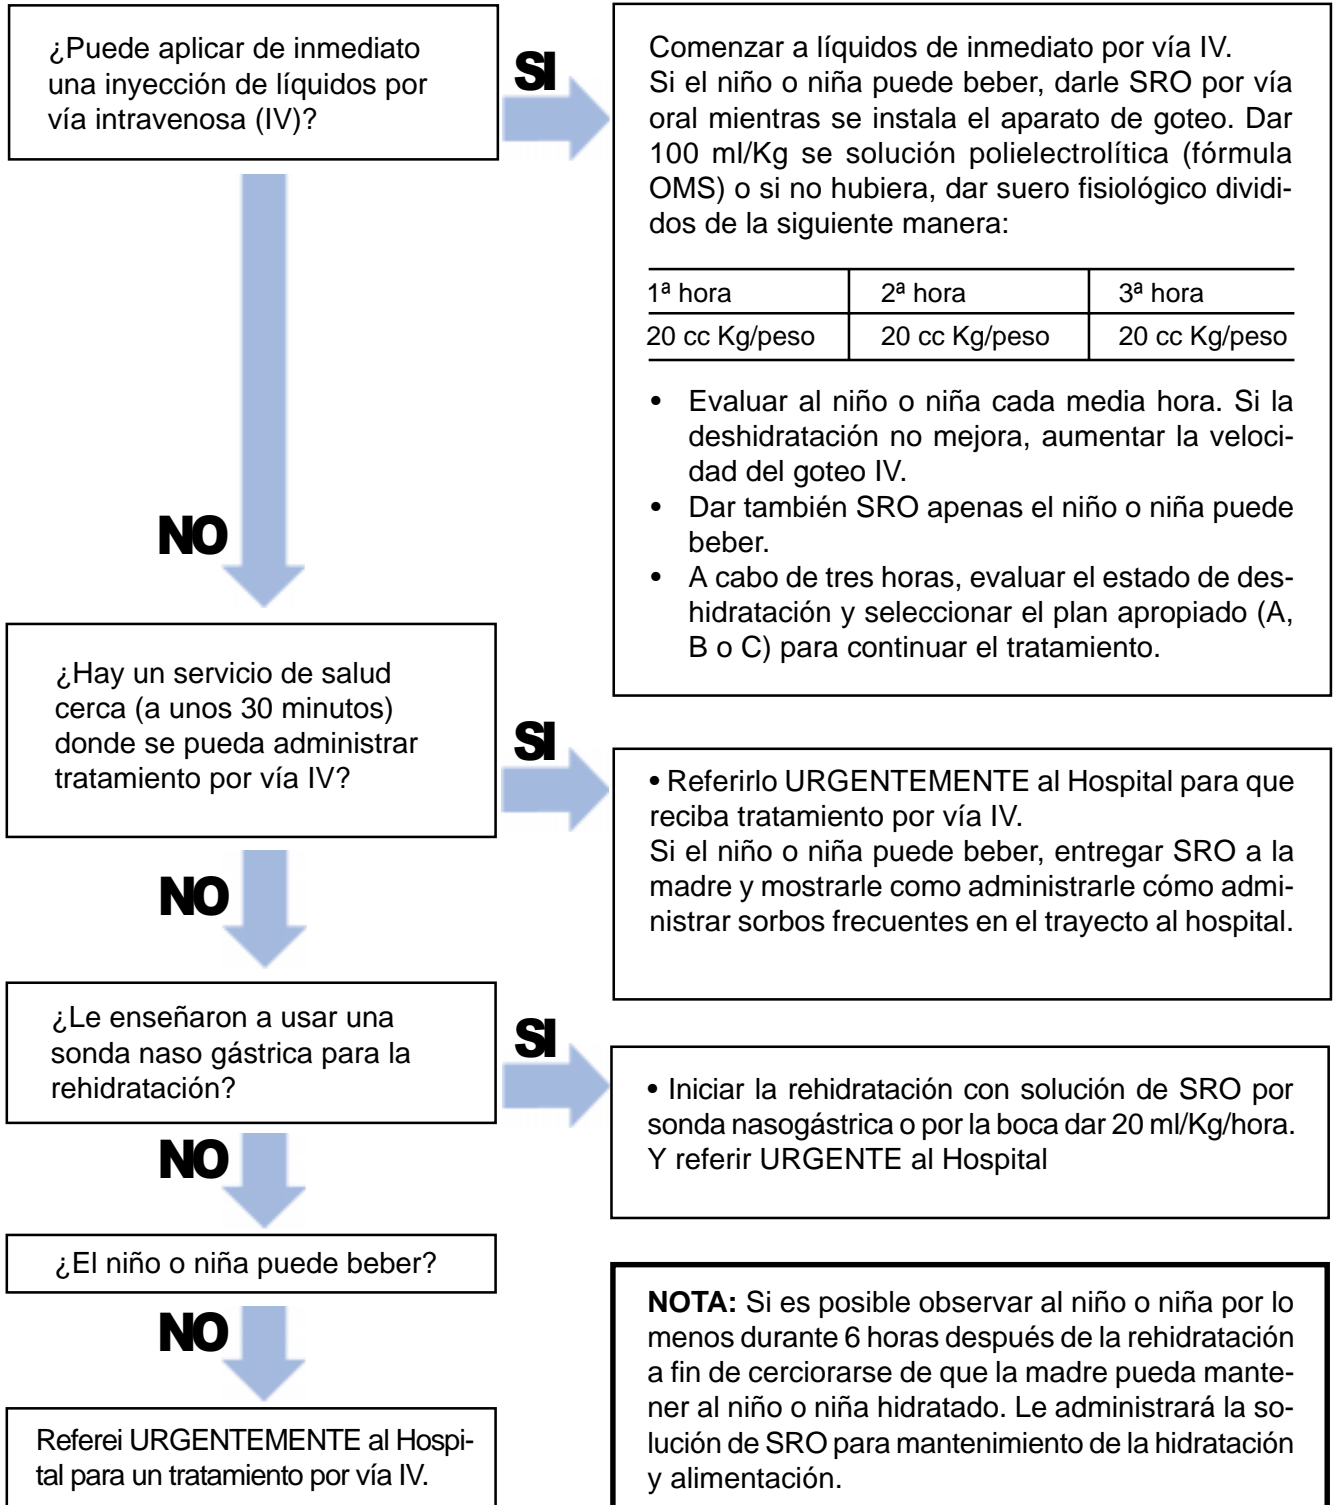 ¿Puede aplicar de inmediato
una inyección de líquidos por
vía intravenosa (IV)?
SI
Comenzar a líquidos de inmediato por vía IV.
Si el niño o niña puede beber, darle SRO por vía
oral mientras se instala el aparato de goteo. Dar
100 ml/Kg se solución polielectrolítica (fórmula
OMS) o si no hubiera, dar suero fisiológico dividi-
dos de la siguiente manera:
1ª hora 2ª hora 3ª hora
20 cc Kg/peso 20 cc Kg/peso 20 cc Kg/peso
• Evaluar al niño o niña cada media hora. Si la
deshidratación no mejora, aumentar la veloci-
dad del goteo IV.
• Dar también SRO apenas el niño o niña puede
beber.
• A cabo de tres horas, evaluar el estado de des-
hidratación y seleccionar el plan apropiado (A,
B o C) para continuar el tratamiento.
NO
¿Hay un servicio de salud
cerca (a unos 30 minutos)
donde se pueda administrar
tratamiento por vía IV?
SI
• Referirlo URGENTEMENTE al Hospital para que
reciba tratamiento por vía IV.
Si el niño o niña puede beber, entregar SRO a la
madre y mostrarle como administrarle cómo admi-
nistrar sorbos frecuentes en el trayecto al hospital.
NO
¿Le enseñaron a usar una
sonda naso gástrica para la
rehidratación?
SI
• Iniciar la rehidratación con solución de SRO por
sonda nasogástrica o por la boca dar 20 ml/Kg/hora.
Y referir URGENTE al Hospital
NO
¿El niño o niña puede beber?
NO
Referei URGENTEMENTE al Hospi-
tal para un tratamiento por vía IV.
NOTA: Si es posible observar al niño o niña por lo
menos durante 6 horas después de la rehidratación
a fin de cerciorarse de que la madre pueda mante-
ner al niño o niña hidratado. Le administrará la so-
lución de SRO para mantenimiento de la hidratación
y alimentación.